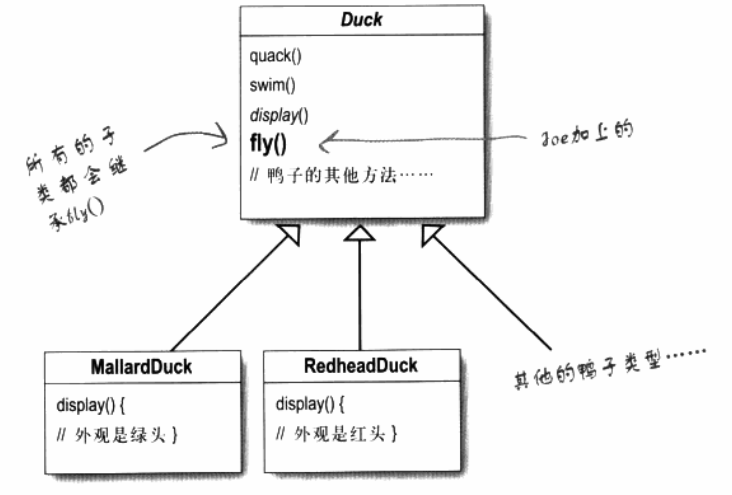 Duck
quack()
swim()
display()
fly()
// 鸭子的其他方法……
所有的子
类都会继
承fly()
Joe加上的
MallardDuck
display() {
// 外观是绿头 }
RedheadDuck
display() {
// 外观是红头 }
其他的鸭子类型……